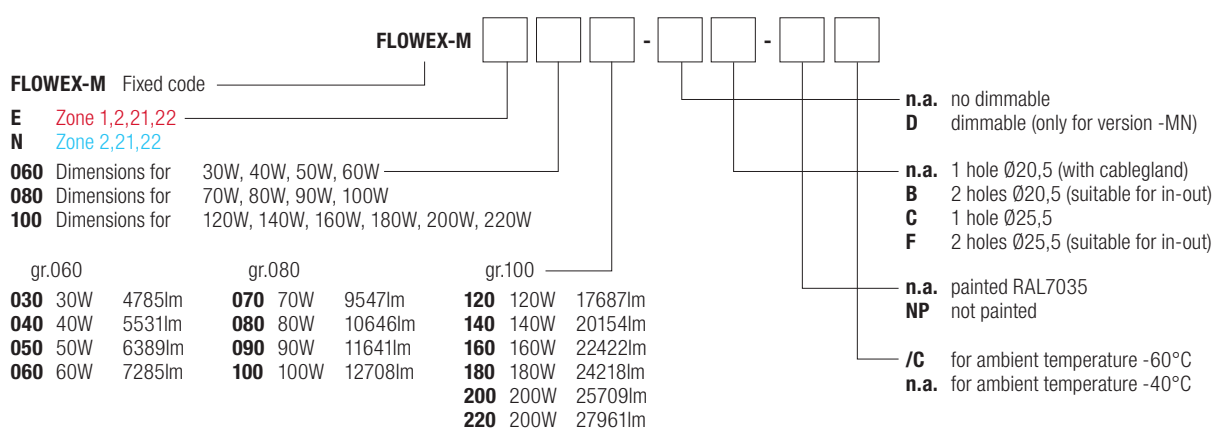 FLOWEX-M - -
FLOWEX-M Fixed code
E Zone 1,2,21,22
N Zone 2,21,22
060 Dimensions for 30W, 40W, 50W, 60W
080 Dimensions for 70W, 80W, 90W, 100W
100 Dimensions for 120W, 140W, 160W, 180W, 200W, 220W
gr.060
030 30W 4785lm
040 40W 5531lm
050 50W 6389lm
060 60W 7285lm
gr.080
070 70W 9547lm
080 80W 10646lm
090 90W 11641lm
100 100W 12708lm
gr.100
120 120W 17687lm
140 140W 20154lm
160 160W 22422lm
180 180W 24218lm
200 200W 25709lm
220 200W 27961lm
n.a. no dimmable
D dimmable (only for version -MN)
n.a. 1 hole Ø20,5 (with cablegland)
B 2 holes Ø20,5 (suitable for in-out)
C 1 hole Ø25,5
F 2 holes Ø25,5 (suitable for in-out)
n.a. painted RAL7035
NP not painted
/C for ambient temperature -60°C
n.a. for ambient temperature -40°C